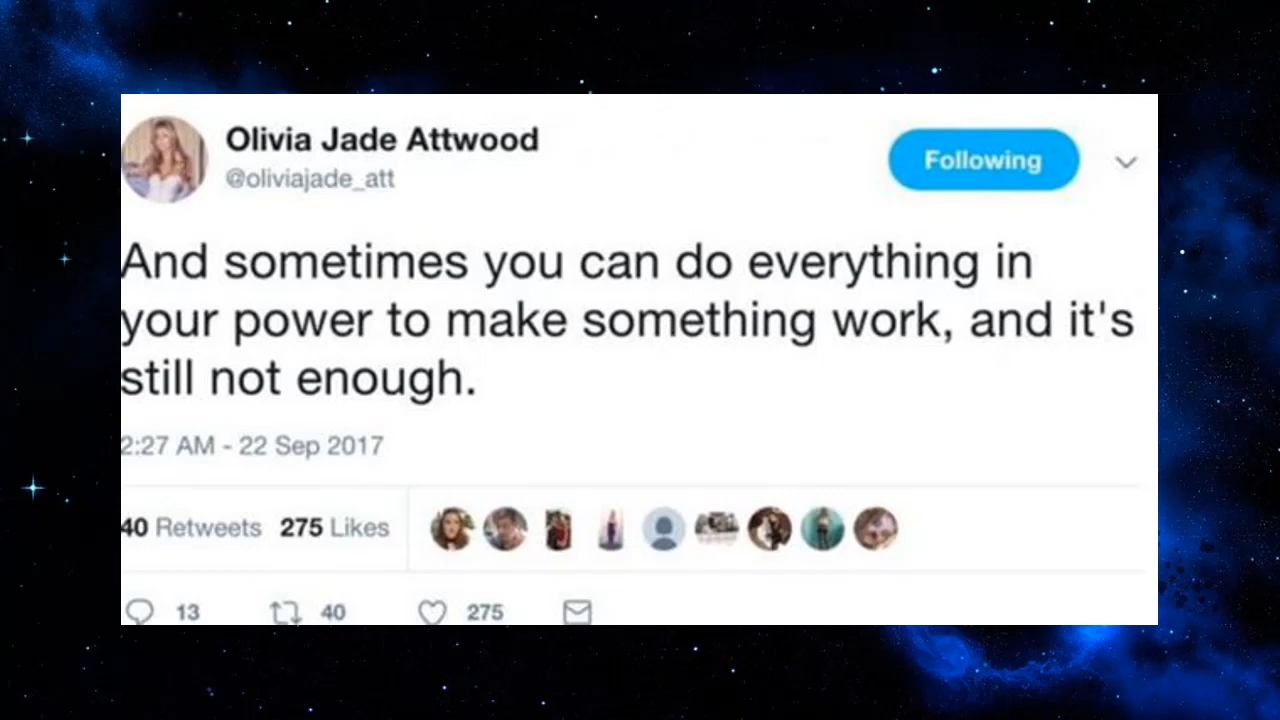 Olivia Jade Attwood
@oliviajade_att
Following
And sometimes you can do everything in
your power to make something work, and it's
still not enough.
2:27 AM - 22 Sep 2017
40 Retweets 275 Likes
13 40 275